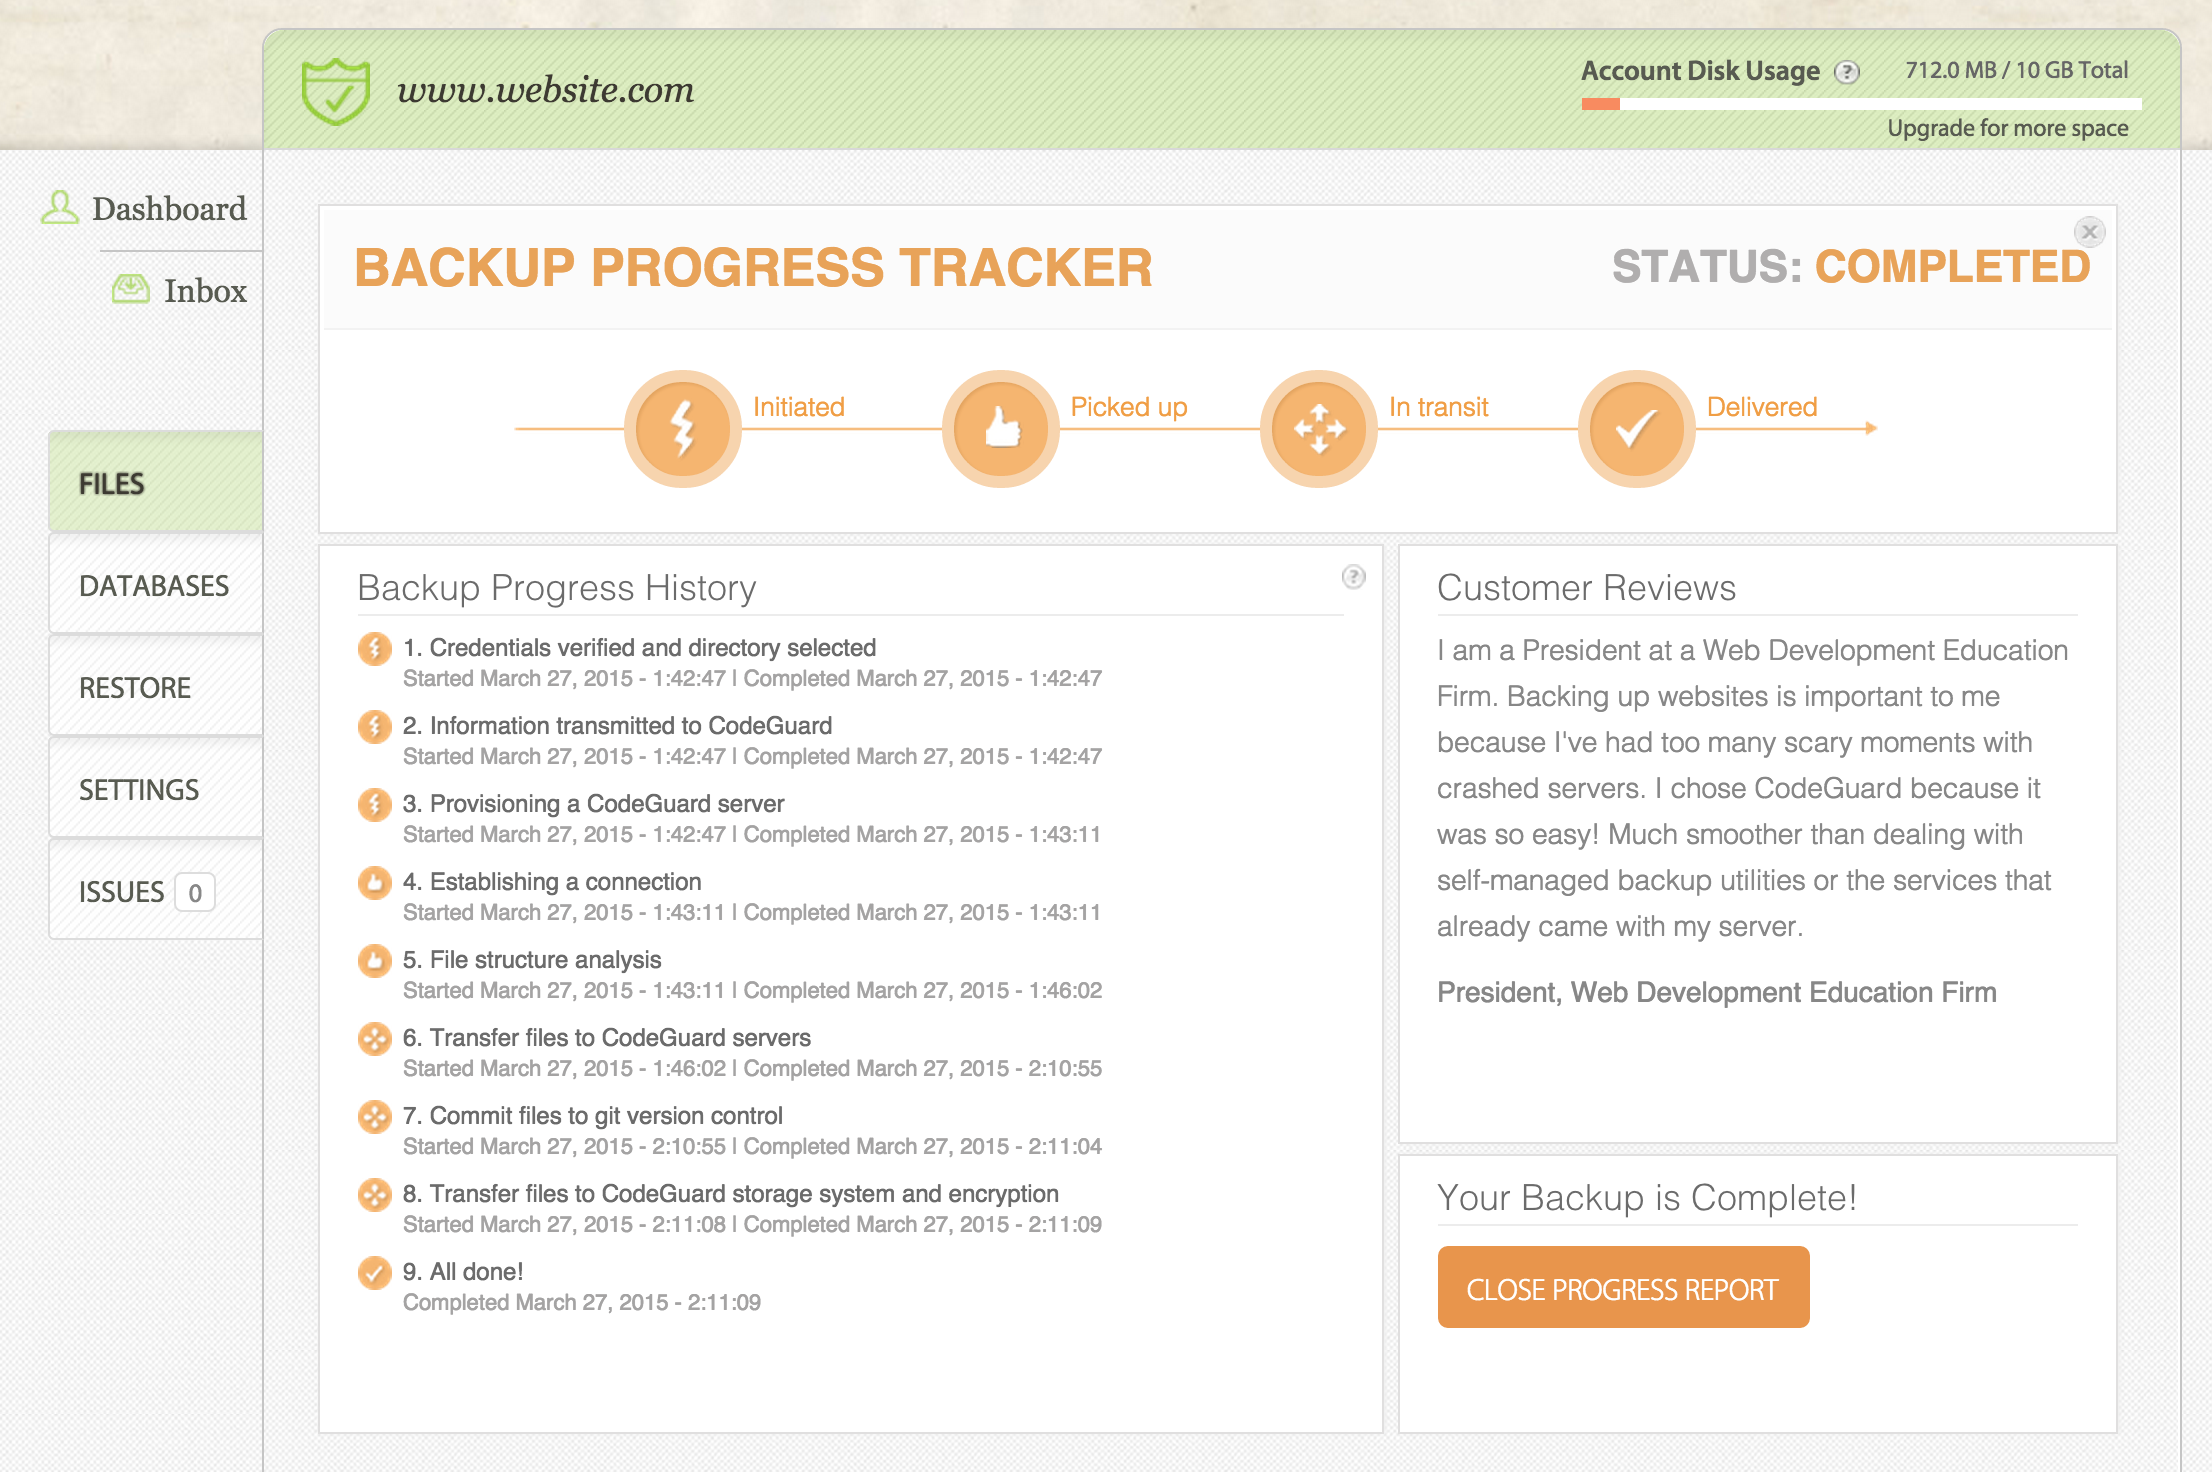 www.website.com
Account Disk Usage ? 712.0 MB / 10 GB Total
Upgrade for more space
Dashboard
Inbox
FILES
DATABASES
RESTORE
SETTINGS
ISSUES 0
BACKUP PROGRESS TRACKER
STATUS: COMPLETED
Initiated
Picked up
In transit
Delivered
Backup Progress History ?
1. Credentials verified and directory selected
Started March 27, 2015 - 1:42:47 | Completed March 27, 2015 - 1:42:47
2. Information transmitted to CodeGuard
Started March 27, 2015 - 1:42:47 | Completed March 27, 2015 - 1:42:47
3. Provisioning a CodeGuard server
Started March 27, 2015 - 1:42:47 | Completed March 27, 2015 - 1:43:11
4. Establishing a connection
Started March 27, 2015 - 1:43:11 | Completed March 27, 2015 - 1:43:11
5. File structure analysis
Started March 27, 2015 - 1:43:11 | Completed March 27, 2015 - 1:46:02
6. Transfer files to CodeGuard servers
Started March 27, 2015 - 1:46:02 | Completed March 27, 2015 - 2:10:55
7. Commit files to git version control
Started March 27, 2015 - 2:10:55 | Completed March 27, 2015 - 2:11:04
8. Transfer files to CodeGuard storage system and encryption
Started March 27, 2015 - 2:11:08 | Completed March 27, 2015 - 2:11:09
9. All done!
Completed March 27, 2015 - 2:11:09
Customer Reviews
I am a President at a Web Development Education
Firm. Backing up websites is important to me
because I've had too many scary moments with
crashed servers. I chose CodeGuard because it
was so easy! Much smoother than dealing with
self-managed backup utilities or the services that
already came with my server.
President, Web Development Education Firm
Your Backup is Complete!
CLOSE PROGRESS REPORT